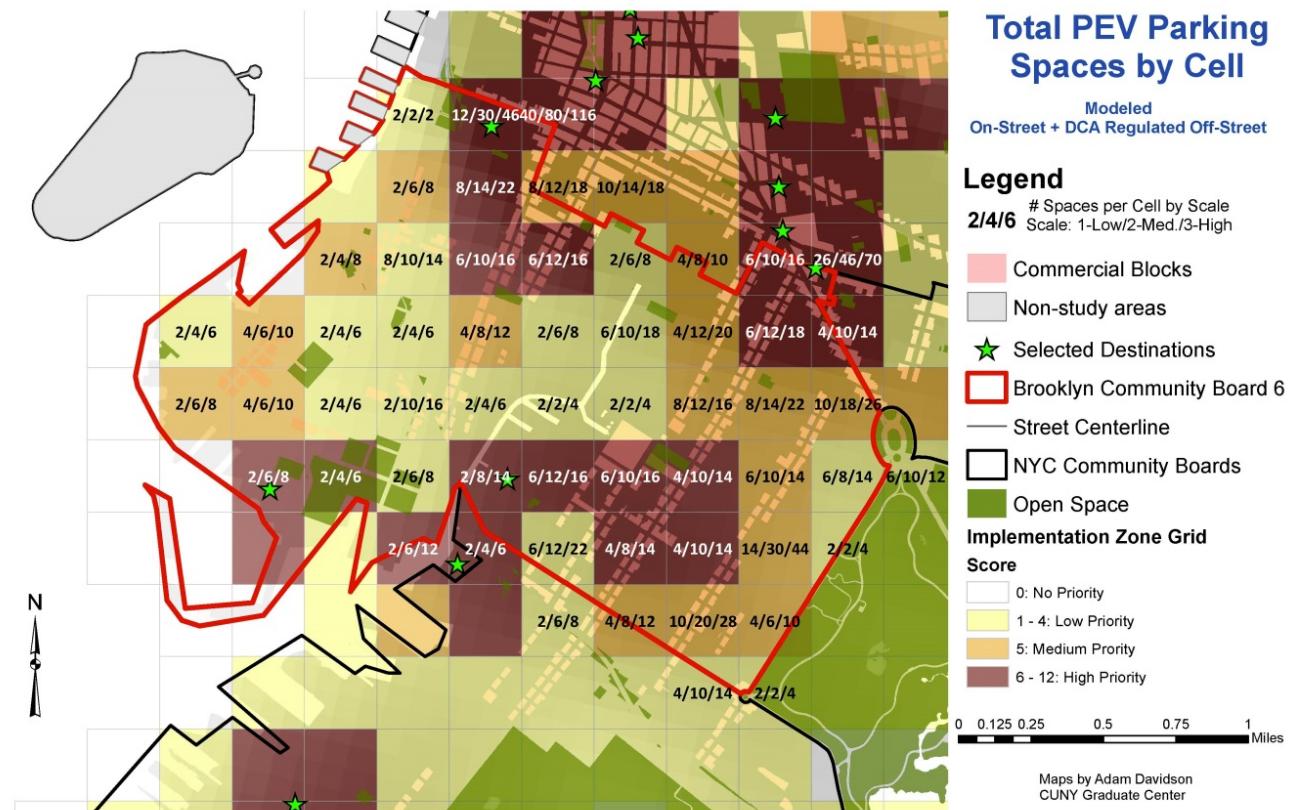 Total PEV Parking
Spaces by Cell
Modeled
On-Street + DCA Regulated Off-Street
Legend
2/4/6 # Spaces per Cell by Scale
Scale: 1-Low/2-Med./3-High
Commercial Blocks
Non-study areas
Selected Destinations
Brooklyn Community Board 6
Street Centerline
NYC Community Boards
Open Space
Implementation Zone Grid
Score
0: No Priority
1 - 4: Low Priority
5: Medium Prority
6 - 12: High Priority
0 0.125 0.25 0.5 0.75 1
Miles
Maps by Adam Davidson
CUNY Graduate Center
N
2/2/2 12/30/46 40/80/116
2/6/8 8/14/22 8/12/18 10/14/18
2/4/8 8/10/14 6/10/16 6/12/16 2/6/8 4/8/10 6/10/16 26/46/70
2/4/6 4/6/10 2/4/6 2/4/6 4/8/12 2/6/8 6/10/18 4/12/20 6/12/18 4/10/14
2/6/8 4/6/10 2/4/6 2/10/16 2/4/6 2/2/4 2/2/4 8/12/16 8/14/22 10/18/26
2/6/8 2/4/6 2/6/8 2/8/14 6/12/16 6/10/16 4/10/14 6/10/14 6/8/14 6/10/12
2/6/12 2/4/6 6/12/22 4/8/14 4/10/14 14/30/44 2/2/4
2/6/8 4/8/12 10/20/28 4/6/10
4/10/14 2/2/4